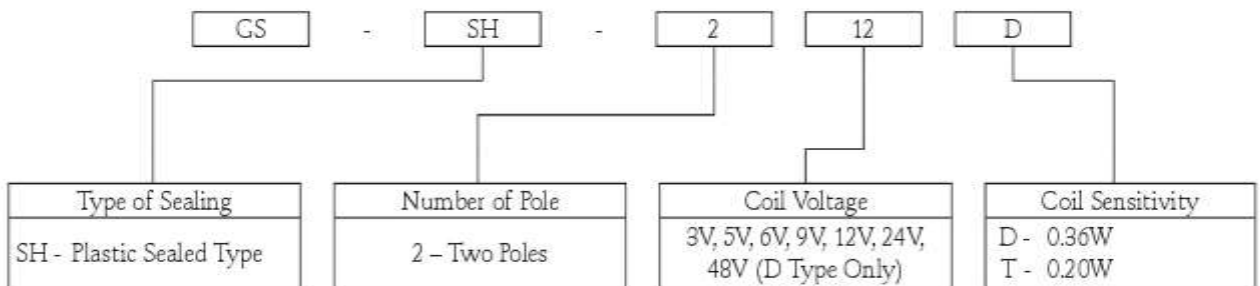 GS - SH - 2 12 D
Type of Sealing
SH - Plastic Sealed Type
Number of Pole
2 – Two Poles
Coil Voltage
3V, 5V, 6V, 9V, 12V, 24V,
48V (D Type Only)
Coil Sensitivity
D - 0.36W
T - 0.20W